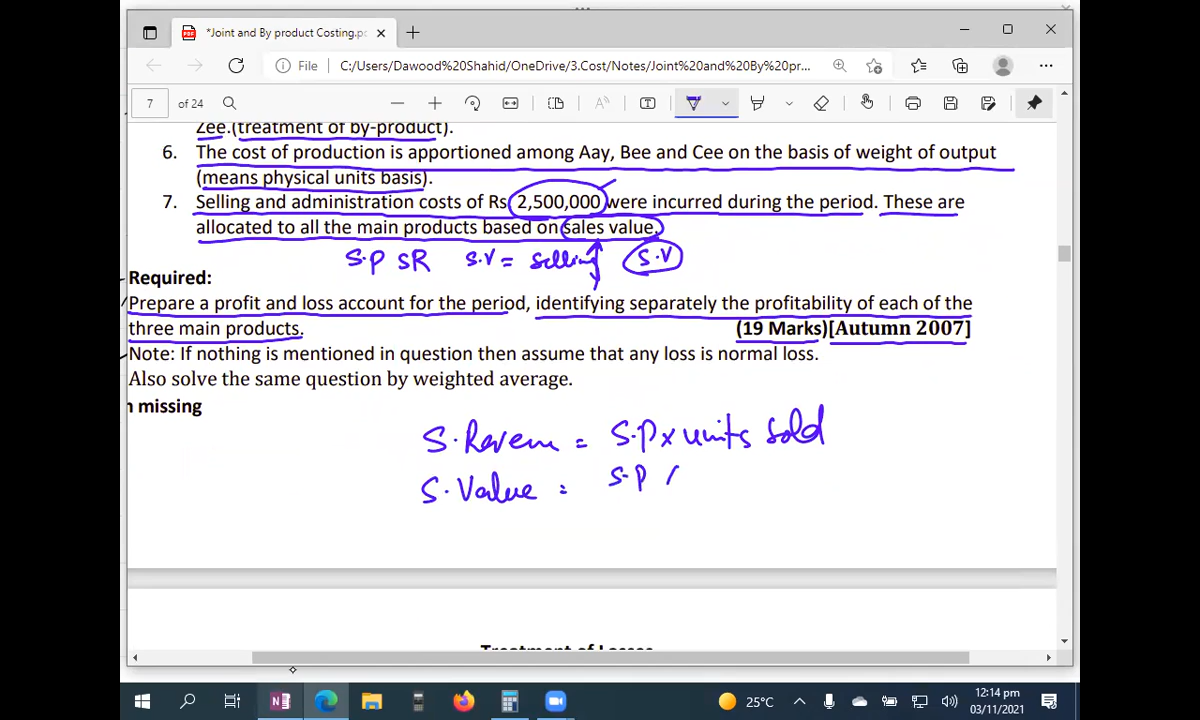 *Joint and By product Costing.pc
File
C:/Users/Dawood%20Shahid/OneDrive/3.Cost/Notes/Joint%20and%20By%20pr...
7 of 24
Zee.(treatment of by-product).
6. The cost of production is apportioned among Aay, Bee and Cee on the basis of weight of output
(means physical units basis).
7. Selling and administration costs of Rs 2,500,000 were incurred during the period. These are
allocated to all the main products based on sales value.
S.P SR S.V = Selling S.V
Required:
Prepare a profit and loss account for the period, identifying separately the profitability of each of the
three main products. (19 Marks)[Autumn 2007]
Note: If nothing is mentioned in question then assume that any loss is normal loss.
Also solve the same question by weighted average.
n missing
S.Revenu = S.P x units sold
S.Value = S.P (
Treatment of Losses
25°C
12:14 pm
03/11/2021